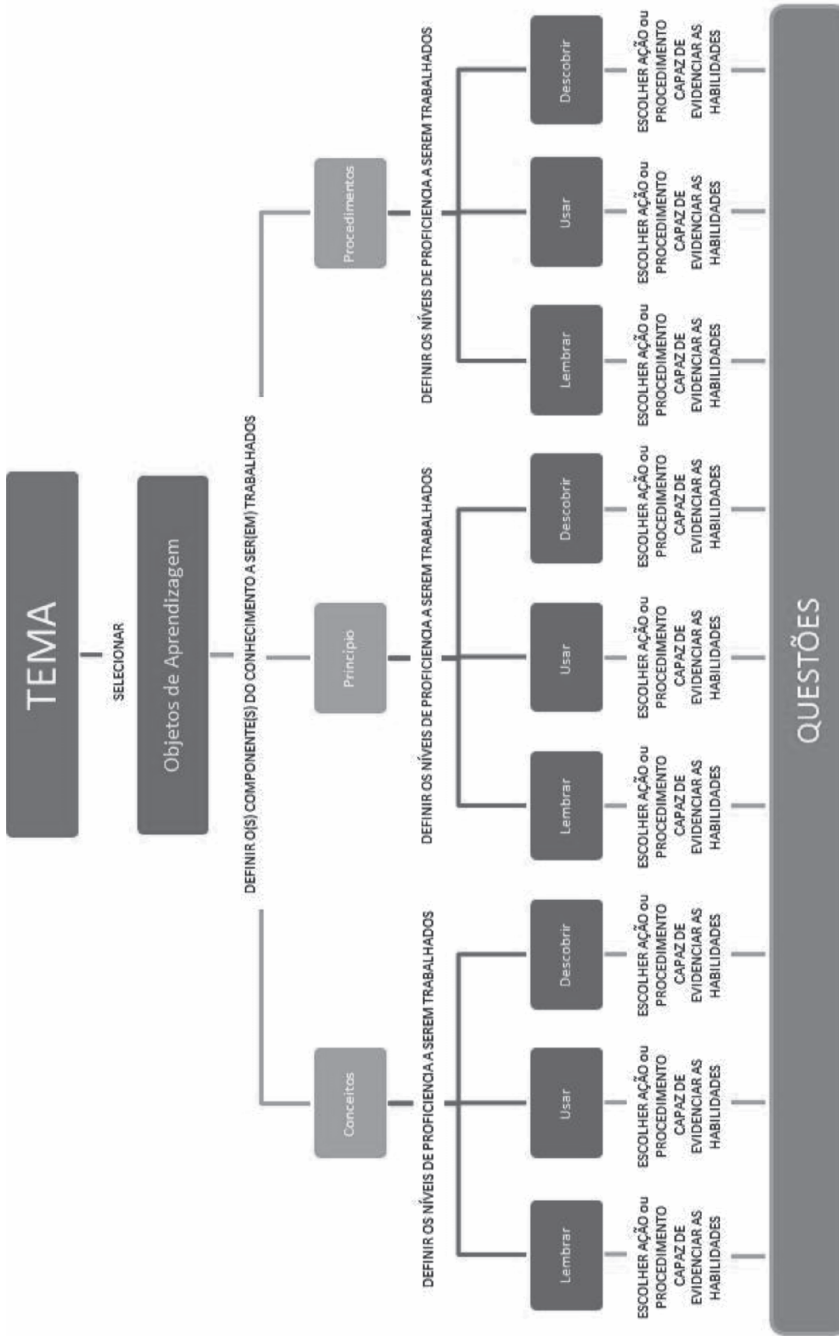 TEMA
SELECIONAR
Objetos de Aprendizagem
DEFINIR O(S) COMPONENTE(S) DO CONHECIMENTO A SER(EM) TRABALHADOS
Conceitos
Princípio
Procedimentos
DEFINIR OS NÍVEIS DE PROFICIENCIA A SEREM TRABALHADOS
DEFINIR OS NÍVEIS DE PROFICIENCIA A SEREM TRABALHADOS
DEFINIR OS NÍVEIS DE PROFICIENCIA A SEREM TRABALHADOS
Lembrar
Usar
Descobrir
Lembrar
Usar
Descobrir
Lembrar
Usar
Descobrir
ESCOLHER AÇÃO ou
PROCEDIMENTO
CAPAZ DE
EVIDENCIAR AS
HABILIDADES
ESCOLHER AÇÃO ou
PROCEDIMENTO
CAPAZ DE
EVIDENCIAR AS
HABILIDADES
ESCOLHER AÇÃO ou
PROCEDIMENTO
CAPAZ DE
EVIDENCIAR AS
HABILIDADES
ESCOLHER AÇÃO ou
PROCEDIMENTO
CAPAZ DE
EVIDENCIAR AS
HABILIDADES
ESCOLHER AÇÃO ou
PROCEDIMENTO
CAPAZ DE
EVIDENCIAR AS
HABILIDADES
ESCOLHER AÇÃO ou
PROCEDIMENTO
CAPAZ DE
EVIDENCIAR AS
HABILIDADES
ESCOLHER AÇÃO ou
PROCEDIMENTO
CAPAZ DE
EVIDENCIAR AS
HABILIDADES
ESCOLHER AÇÃO ou
PROCEDIMENTO
CAPAZ DE
EVIDENCIAR AS
HABILIDADES
ESCOLHER AÇÃO ou
PROCEDIMENTO
CAPAZ DE
EVIDENCIAR AS
HABILIDADES
QUESTÕES